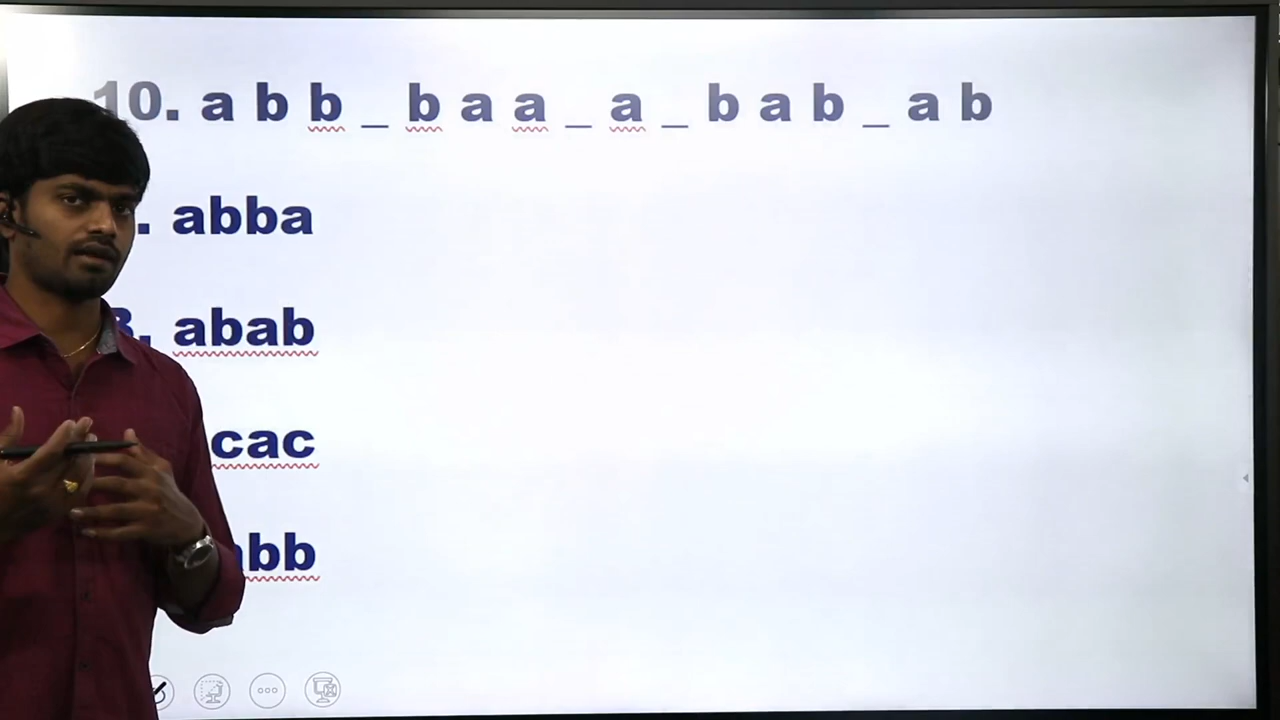 10. a b b _ b a a _ a _ b a b _ a b
. abba
B. abab
cac
bb